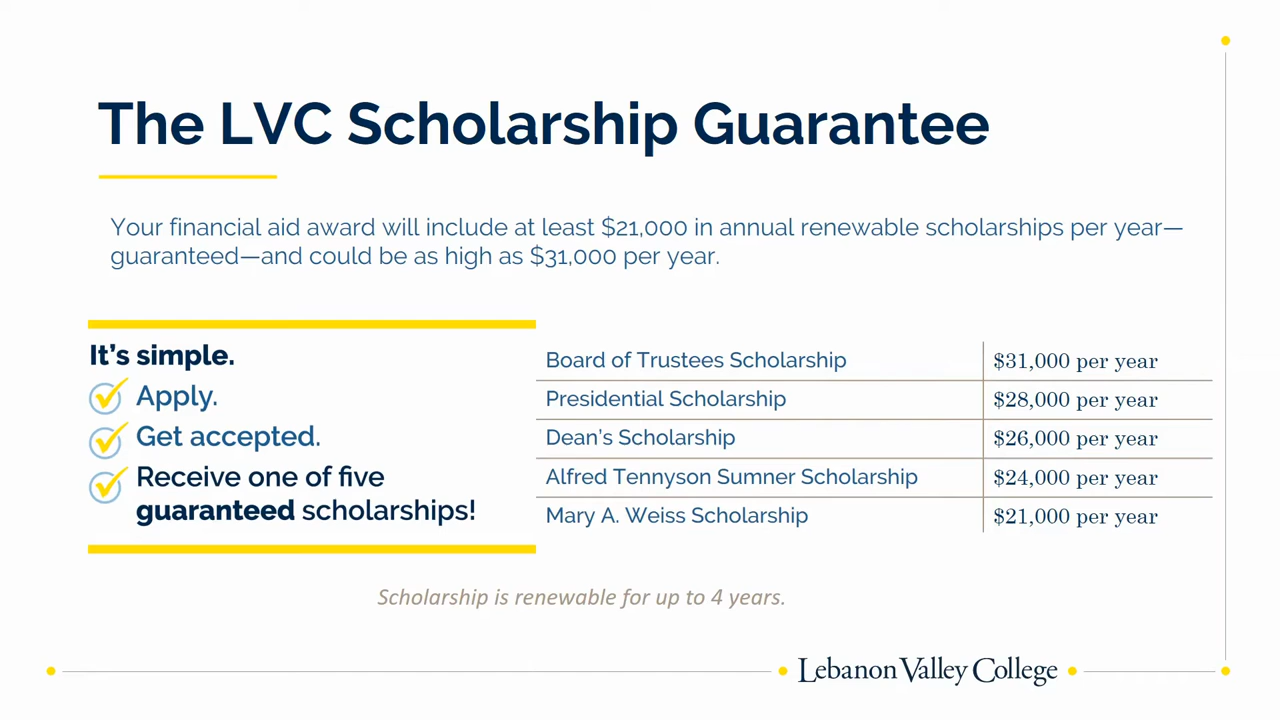 The LVC Scholarship Guarantee
Your financial aid award will include at least $21,000 in annual renewable scholarships per year—
guaranteed—and could be as high as $31,000 per year.
It's simple.
Apply.
Get accepted.
Receive one of five
guaranteed scholarships!
Board of Trustees Scholarship $31,000 per year
Presidential Scholarship $28,000 per year
Dean's Scholarship $26,000 per year
Alfred Tennyson Sumner Scholarship $24,000 per year
Mary A. Weiss Scholarship $21,000 per year
Scholarship is renewable for up to 4 years.
Lebanon Valley College